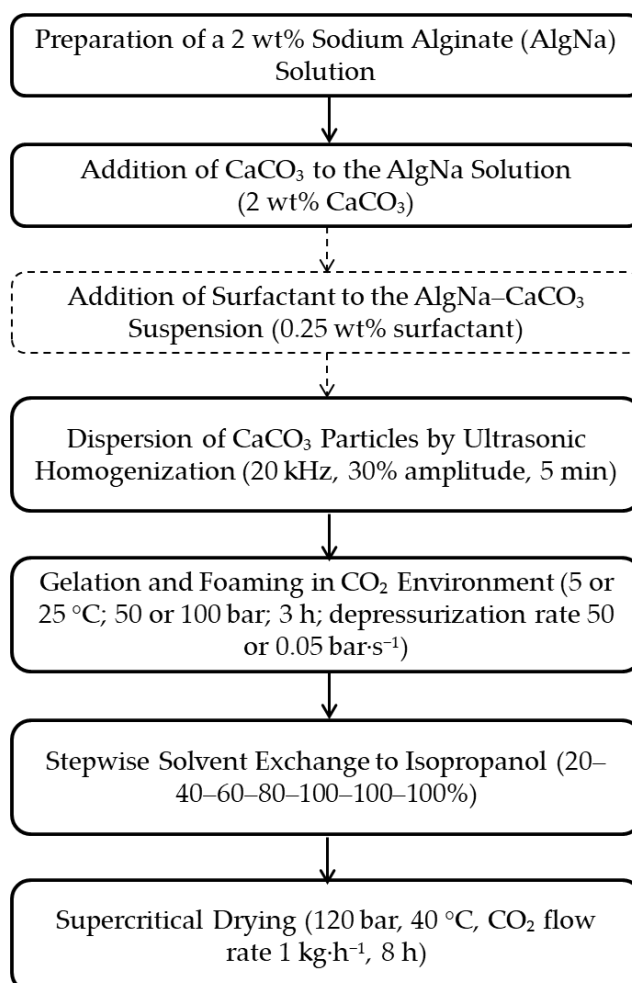 Preparation of a 2 wt% Sodium Alginate (AlgNa)
Solution
Addition of CaCO₃ to the AlgNa Solution
(2 wt% CaCO₃)
Addition of Surfactant to the AlgNa–CaCO₃
Suspension (0.25 wt% surfactant)
Dispersion of CaCO₃ Particles by Ultrasonic
Homogenization (20 kHz, 30% amplitude, 5 min)
Gelation and Foaming in CO₂ Environment (5 or
25 °C; 50 or 100 bar; 3 h; depressurization rate 50
or 0.05 bar·s⁻¹)
Stepwise Solvent Exchange to Isopropanol (20–
40–60–80–100–100–100%)
Supercritical Drying (120 bar, 40 °C, CO₂ flow
rate 1 kg·h⁻¹, 8 h)